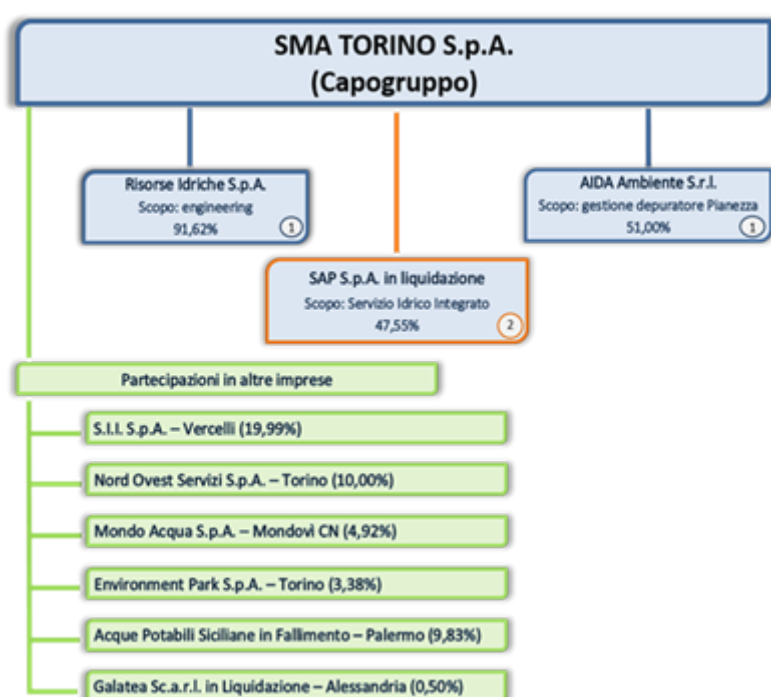 SMA TORINO S.p.A.
(Capogruppo)
Risorse Idriche S.p.A.
Scopo: engineering
91,62%
1
AIDA Ambiente S.r.l.
Scopo: gestione depuratore Pianezza
51,00%
1
SAP S.p.A. in liquidazione
Scopo: Servizio Idrico Integrato
47,55%
2
Partecipazioni in altre imprese
S.I.I. S.p.A. – Vercelli (19,99%)
Nord Ovest Servizi S.p.A. – Torino (10,00%)
Mondo Acqua S.p.A. – Mondovì CN (4,92%)
Environment Park S.p.A. – Torino (3,38%)
Acque Potabili Siciliane in Fallimento – Palermo (9,83%)
Galatea Sc.a.r.l. in Liquidazione – Alessandria (0,50%)